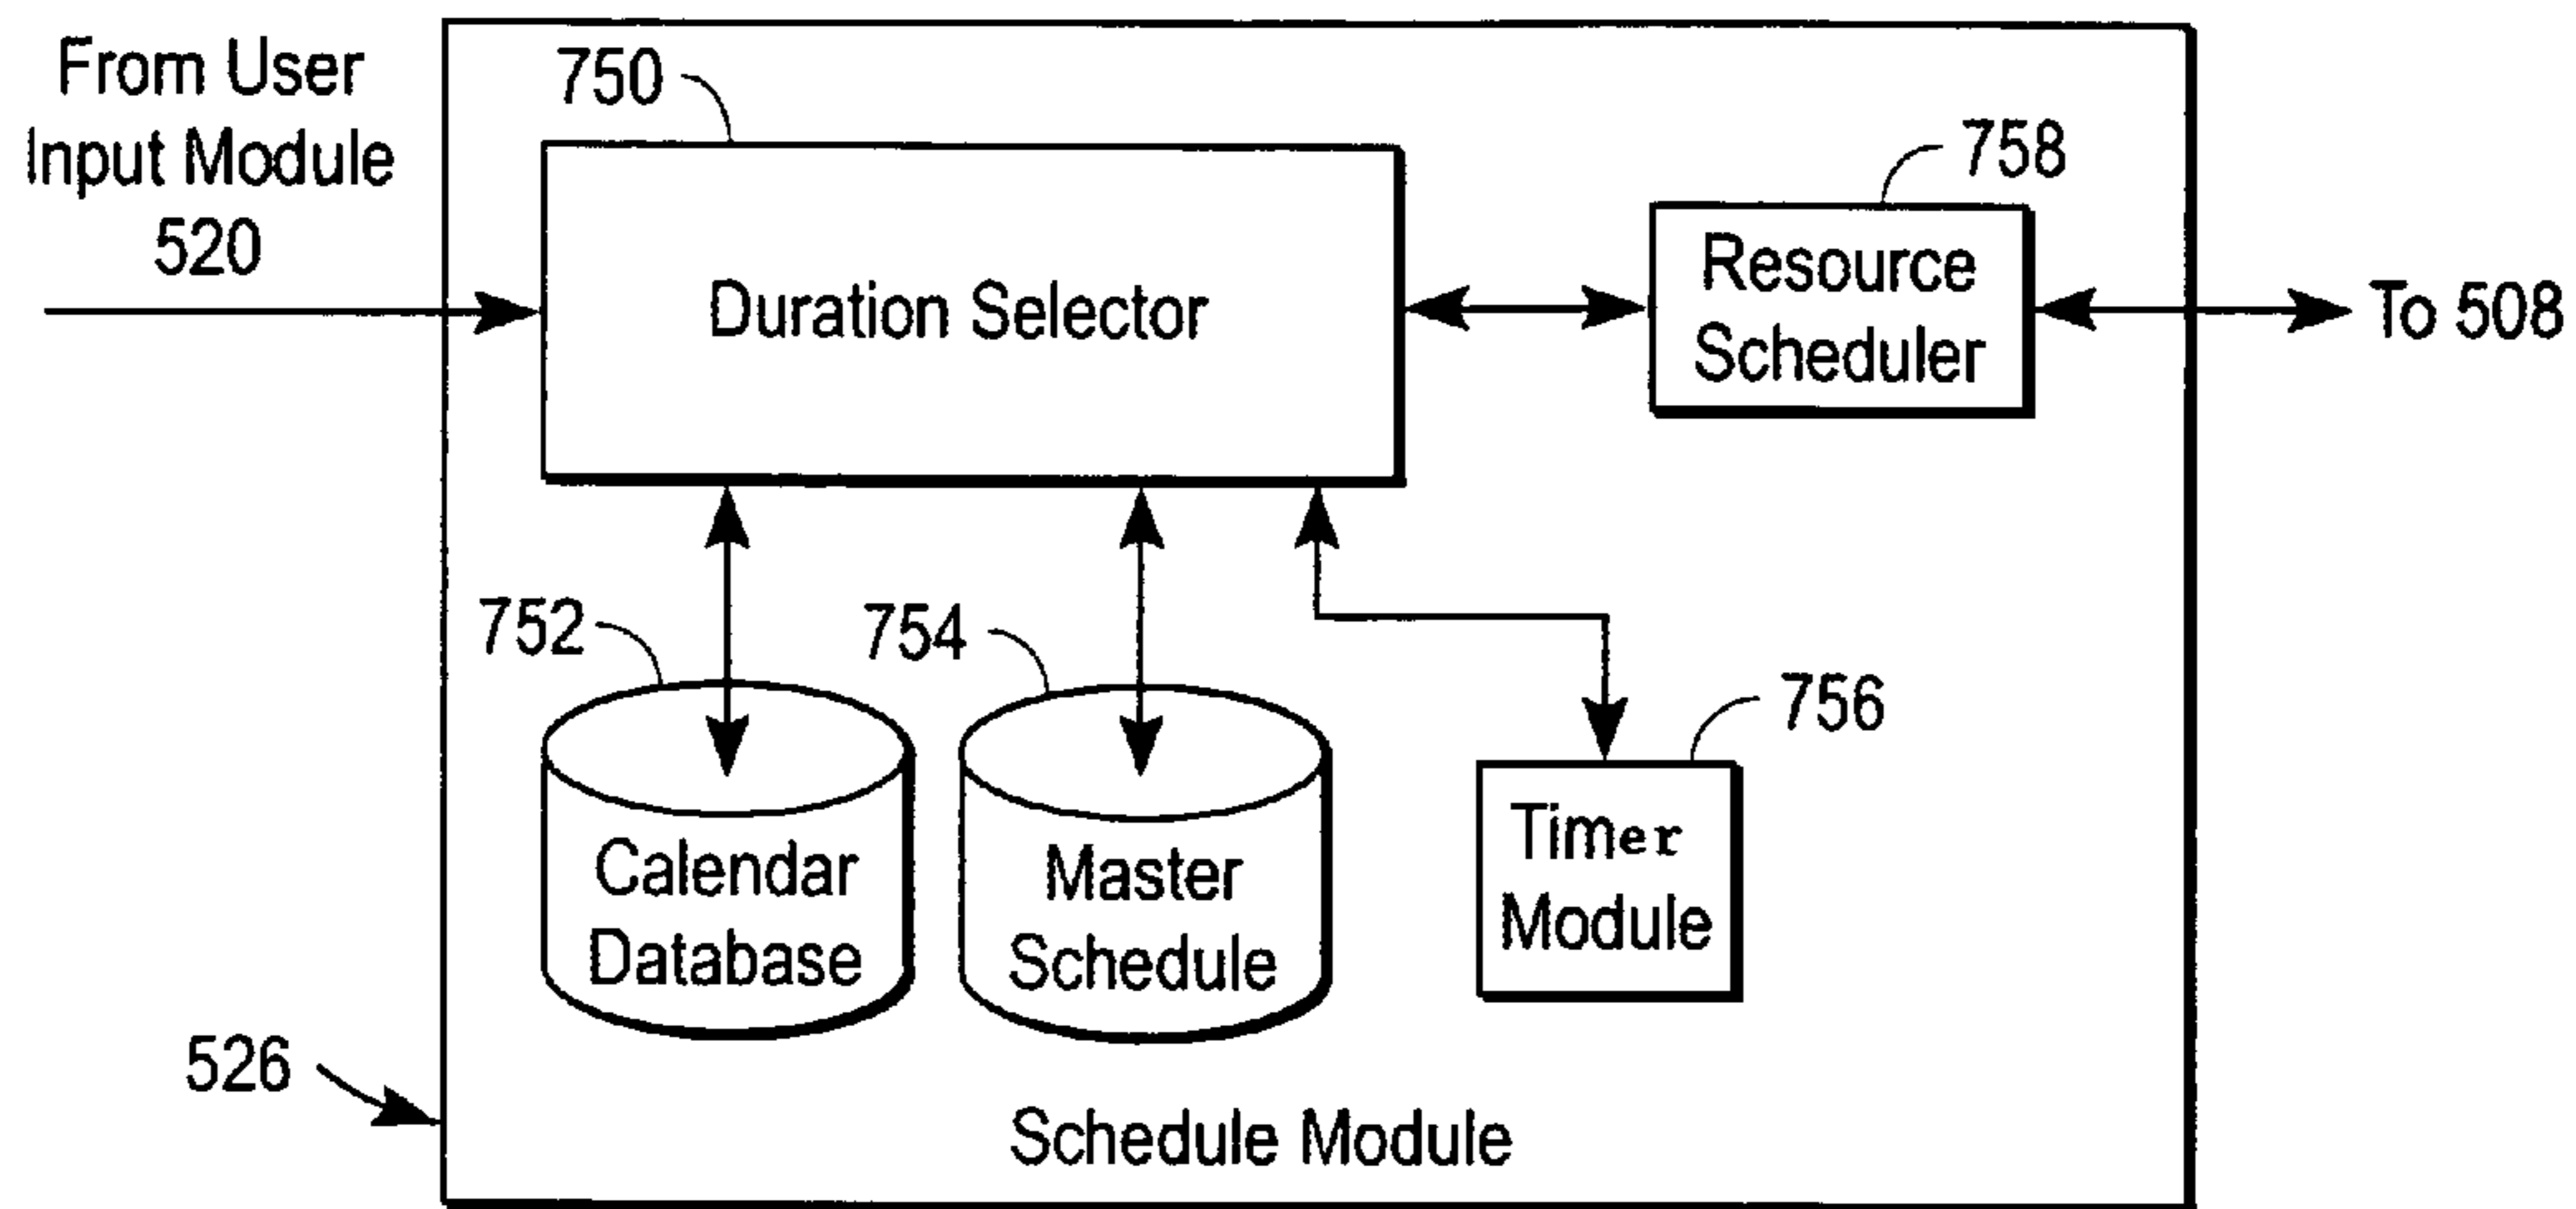 From User
Input Module
520
750
758
Duration Selector
Resource
Scheduler
To 508
752
754
756
Calendar
Database
Master
Schedule
Timer
Module
526
Schedule Module